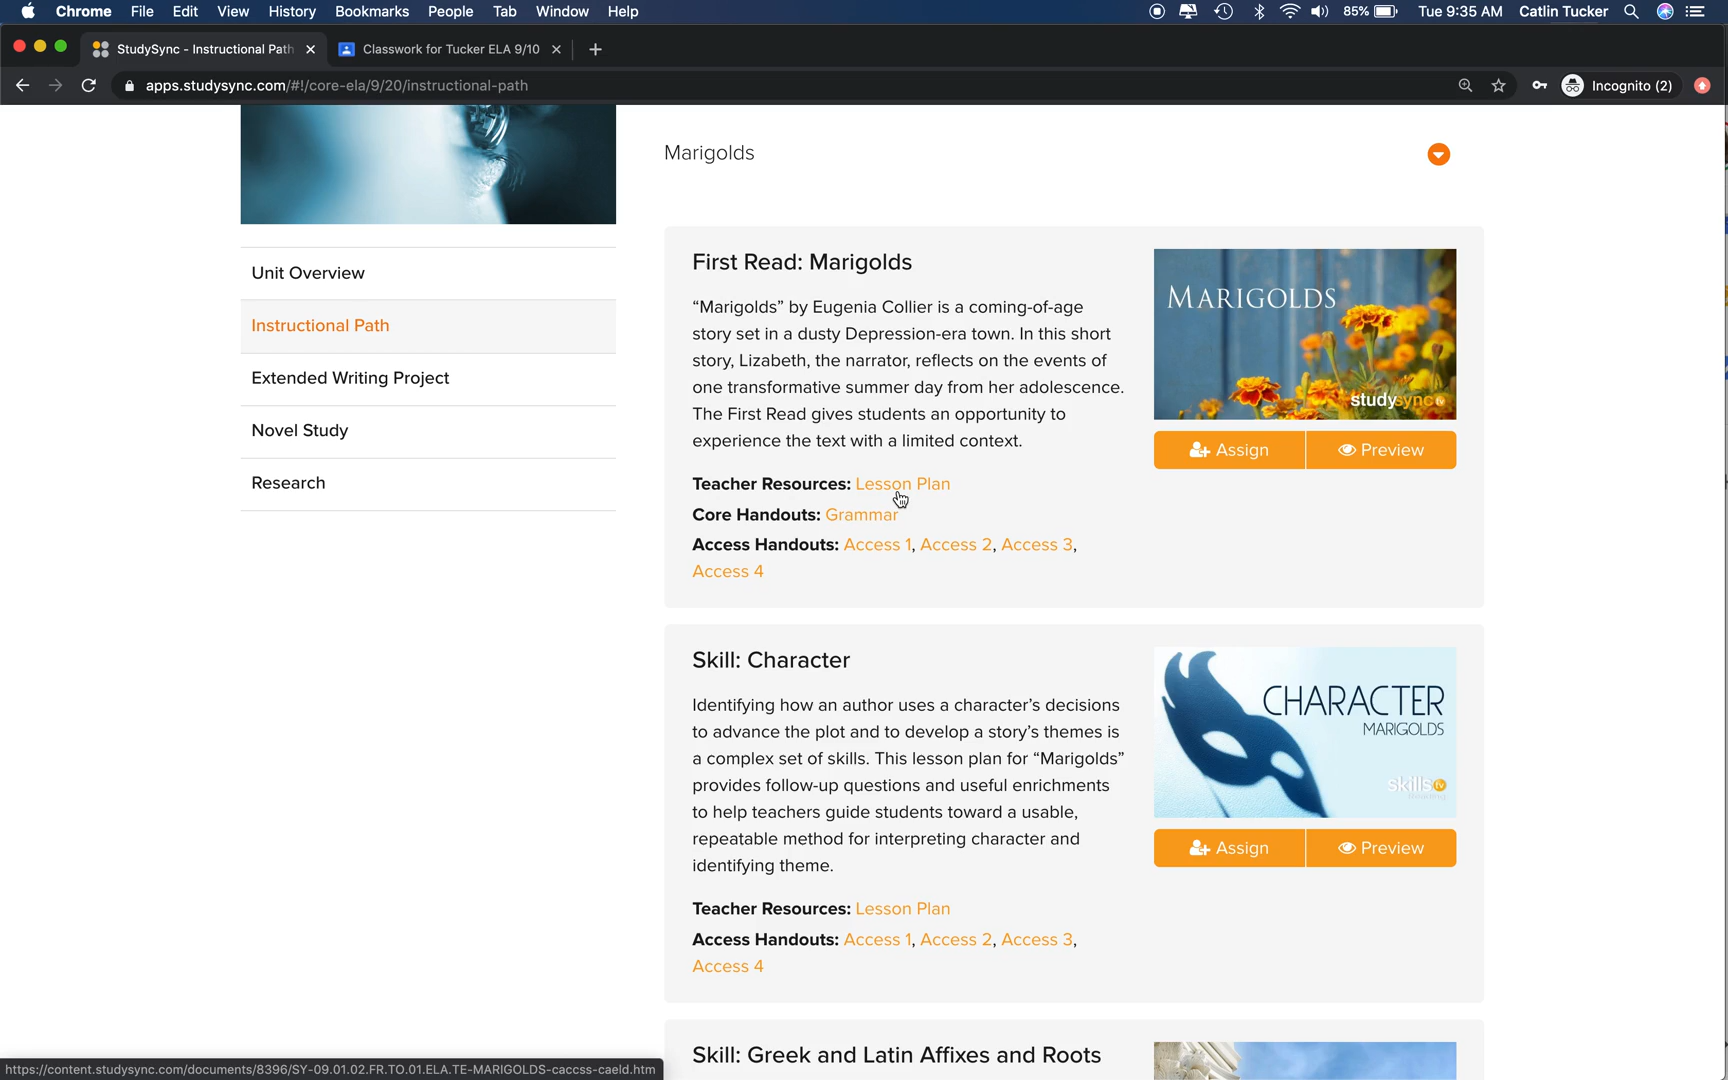 Chrome File Edit View History Bookmarks People Tab Window Help 85% Tue 9:35 AM Catlin Tucker
StudySync - Instructional Path Classwork for Tucker ELA 9/10
apps.studysync.com/#!/core-ela/9/20/instructional-path Incognito (2)
Marigolds
Unit Overview
Instructional Path
Extended Writing Project
Novel Study
Research
First Read: Marigolds
“Marigolds” by Eugenia Collier is a coming-of-age
story set in a dusty Depression-era town. In this short
story, Lizabeth, the narrator, reflects on the events of
one transformative summer day from her adolescence.
The First Read gives students an opportunity to
experience the text with a limited context.
Teacher Resources: Lesson Plan
Core Handouts: Grammar
Access Handouts: Access 1, Access 2, Access 3,
Access 4
MARIGOLDS
studysync tv
Assign Preview
Skill: Character
Identifying how an author uses a character’s decisions
to advance the plot and to develop a story’s themes is
a complex set of skills. This lesson plan for “Marigolds”
provides follow-up questions and useful enrichments
to help teachers guide students toward a usable,
repeatable method for interpreting character and
identifying theme.
Teacher Resources: Lesson Plan
Access Handouts: Access 1, Access 2, Access 3,
Access 4
CHARACTER
MARIGOLDS
skills tv
Assign Preview
Skill: Greek and Latin Affixes and Roots
https://content.studysync.com/documents/8396/SY-09.01.02.FR.TO.01.ELA.TE-MARIGOLDS-caccss-caeld.htm